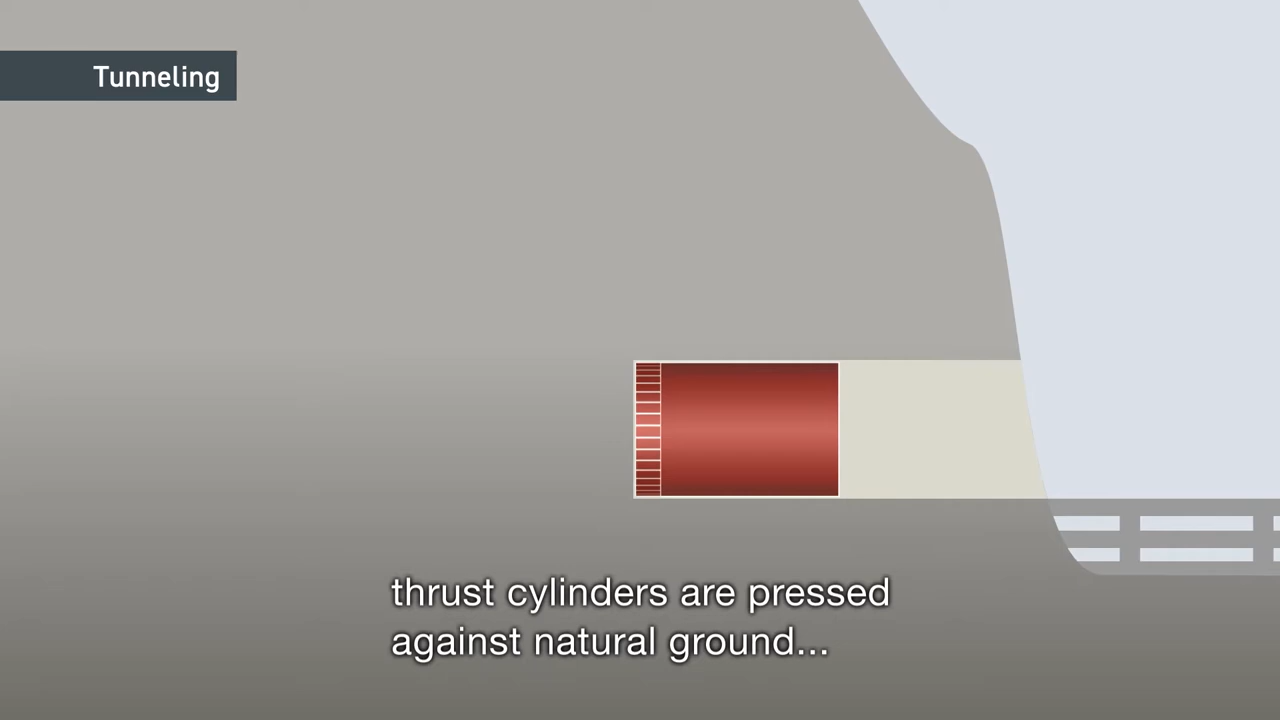 Tunneling
thrust cylinders are pressed
against natural ground...